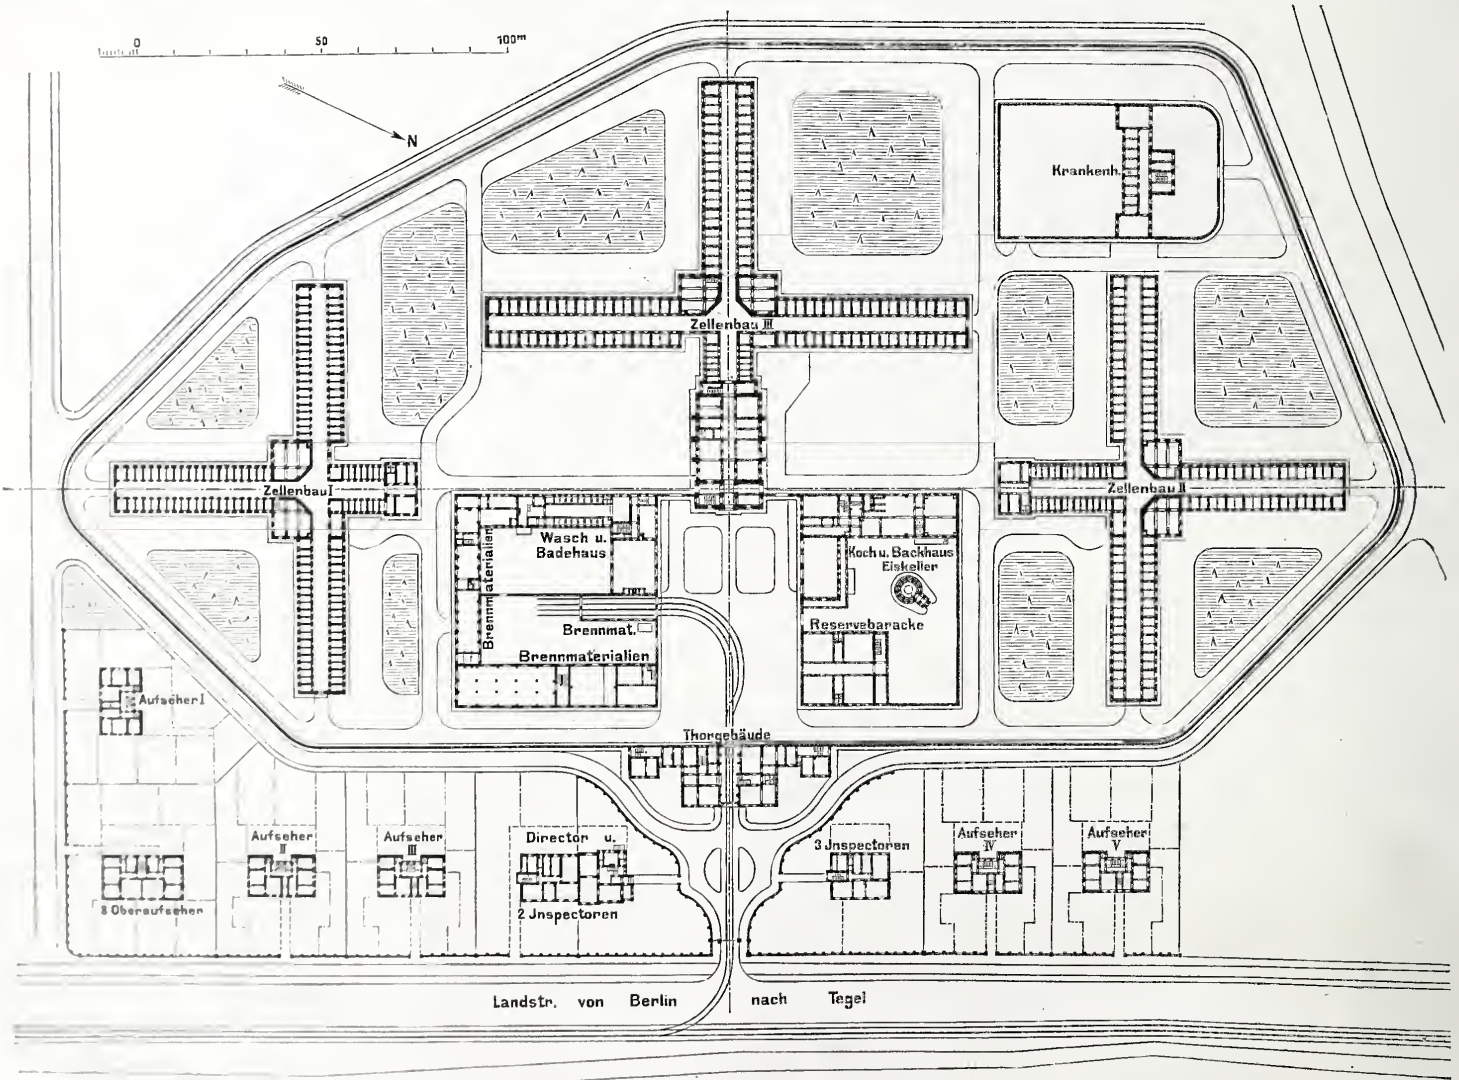 0 50 100m
N
Krankenh.
Zellenbau III
Zellenbau I
Zellenbau II
Wasch u.
Badehaus
Brennmaterialien
Koch u. Backhaus
Eiskeller
Brennmat.
Reservebaracke
Brennmaterialien
Aufseher I
Thorgebäude
Aufseher
II
Aufseher
III
Director u.
3 Jnspectoren
Aufseher
IV
Aufseher
V
8 Oberaufseher
2 Jnspectoren
Landstr. von Berlin nach Tegel